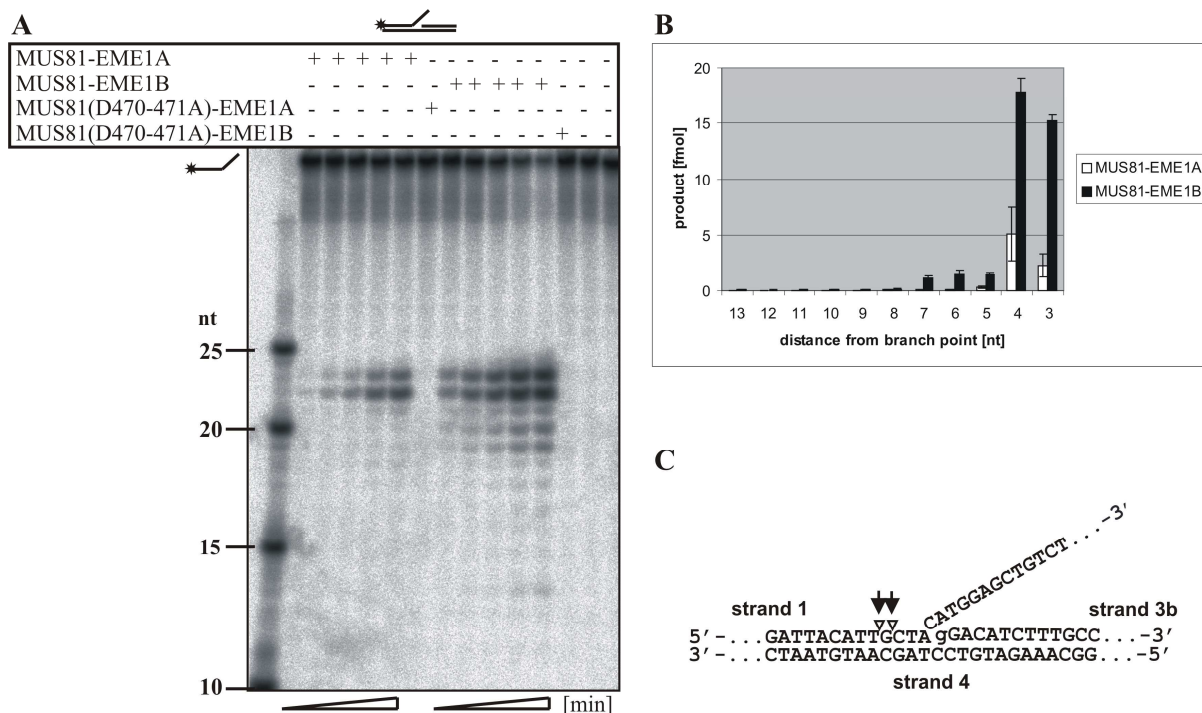 A
MUS81-EME1A + + + + + - - - - - - - - -
MUS81-EME1B - - - - - - + + + + + - - -
MUS81(D470-471A)-EME1A - - - - - + - - - - - - - -
MUS81(D470-471A)-EME1B - - - - - - - - - - - + - -
nt
25
20
15
10
[min]
B
20
15
10
5
0
product [fmol]
13 12 11 10 9 8 7 6 5 4 3
distance from branch point [nt]
MUS81-EME1A
MUS81-EME1B
C
strand 1
strand 3b
CATGGAGCTGTCT...-3'
5'-...GATTACATTGCTA gGACATCTTTGCC...-3'
3'-...CTAATGTAACGATCCTGTAGAAACGG...-5'
strand 4